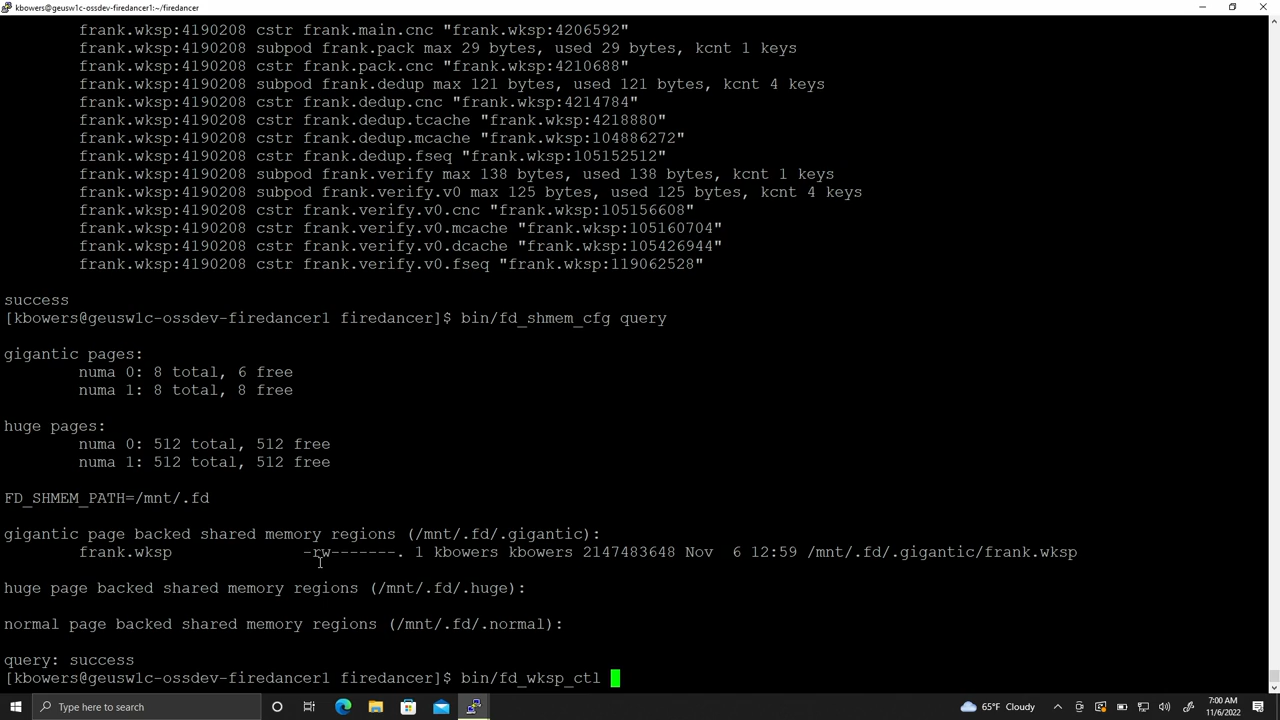 kbowers@geusw1c-ossdev-firedancer1:~/firedancer
frank.wksp:4190208 cstr frank.main.cnc "frank.wksp:4206592"
frank.wksp:4190208 subpod frank.pack max 29 bytes, used 29 bytes, kcnt 1 keys
frank.wksp:4190208 cstr frank.pack.cnc "frank.wksp:4210688"
frank.wksp:4190208 subpod frank.dedup max 121 bytes, used 121 bytes, kcnt 4 keys
frank.wksp:4190208 cstr frank.dedup.cnc "frank.wksp:4214784"
frank.wksp:4190208 cstr frank.dedup.tcache "frank.wksp:4218880"
frank.wksp:4190208 cstr frank.dedup.mcache "frank.wksp:104886272"
frank.wksp:4190208 cstr frank.dedup.fseq "frank.wksp:105152512"
frank.wksp:4190208 subpod frank.verify max 138 bytes, used 138 bytes, kcnt 1 keys
frank.wksp:4190208 subpod frank.verify.v0 max 125 bytes, used 125 bytes, kcnt 4 keys
frank.wksp:4190208 cstr frank.verify.v0.cnc "frank.wksp:105156608"
frank.wksp:4190208 cstr frank.verify.v0.mcache "frank.wksp:105160704"
frank.wksp:4190208 cstr frank.verify.v0.dcache "frank.wksp:105426944"
frank.wksp:4190208 cstr frank.verify.v0.fseq "frank.wksp:119062528"
success
[kbowers@geusw1c-ossdev-firedancer1 firedancer]$ bin/fd_shmem_cfg query
gigantic pages:
numa 0: 8 total, 6 free
numa 1: 8 total, 8 free
huge pages:
numa 0: 512 total, 512 free
numa 1: 512 total, 512 free
FD_SHMEM_PATH=/mnt/.fd
gigantic page backed shared memory regions (/mnt/.fd/.gigantic):
frank.wksp -rw-------. 1 kbowers kbowers 2147483648 Nov 6 12:59 /mnt/.fd/.gigantic/frank.wksp
huge page backed shared memory regions (/mnt/.fd/.huge):
normal page backed shared memory regions (/mnt/.fd/.normal):
query: success
[kbowers@geusw1c-ossdev-firedancer1 firedancer]$ bin/fd_wksp_ctl
Type here to search
65°F Cloudy
7:00 AM
11/6/2022